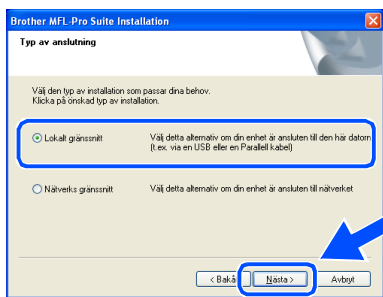 Brother MFL-Pro Suite Installation
Typ av anslutning
Välj den typ av installation som passar dina behov.
Klicka på önskad typ av installation.
Lokalt gränssnitt
Välj detta alternativ om din enhet är ansluten till den här datorn
(t.ex. via en USB eller en Parallell kabel)
Nätverks gränssnitt
Välj detta alternativ om din enhet är ansluten till nätverket
< Bakå
Nästa >
Avbryt